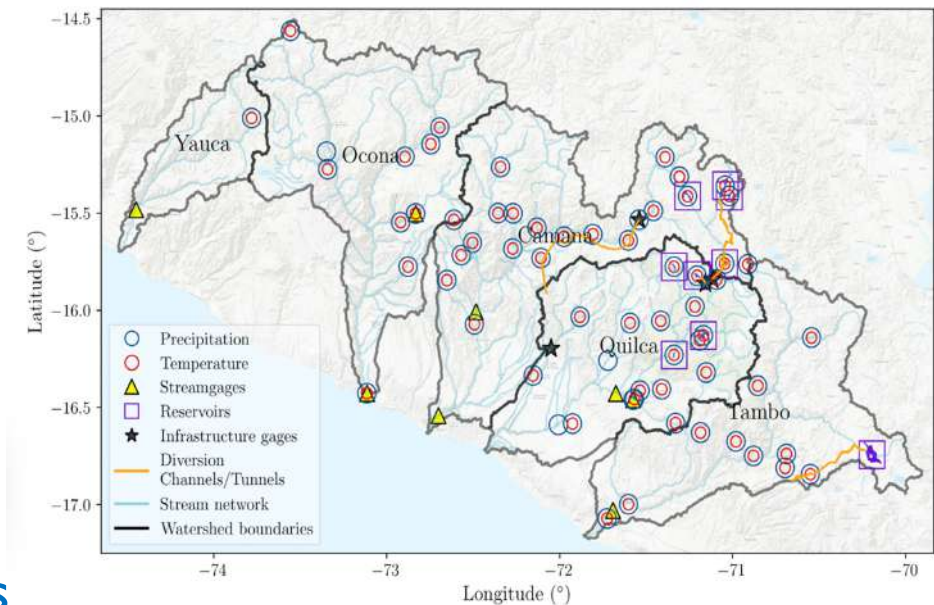 −14.5
−15.0
−15.5
−16.0
−16.5
−17.0
Latitude (°)
Yauca
Ocona
Camana
Quilca
Tambo
Precipitation
Temperature
Streamgages
Reservoirs
Infrastructure gages
Diversion
Channels/Tunnels
Stream network
Watershed boundaries
−74 −73 −72 −71 −70
Longitude (°)